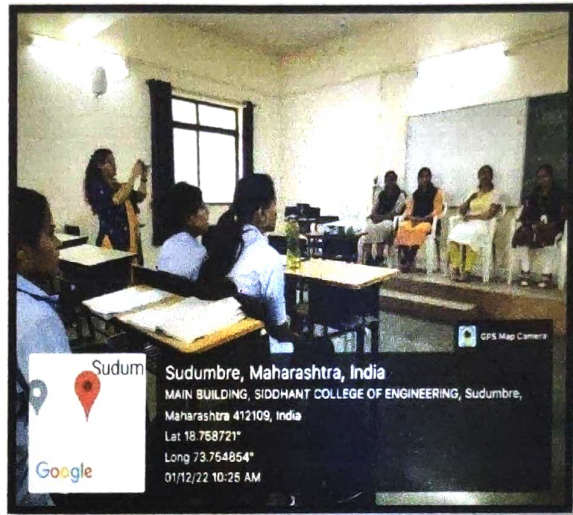 GPS Map Camera
Sudum
Google
Sudumbre, Maharashtra, India
MAIN BUILDING, SIDDHANT COLLEGE OF ENGINEERING, Sudumbre,
Maharashtra 412109, India
Lat 18.758721°
Long 73.754854°
01/12/22 10:25 AM